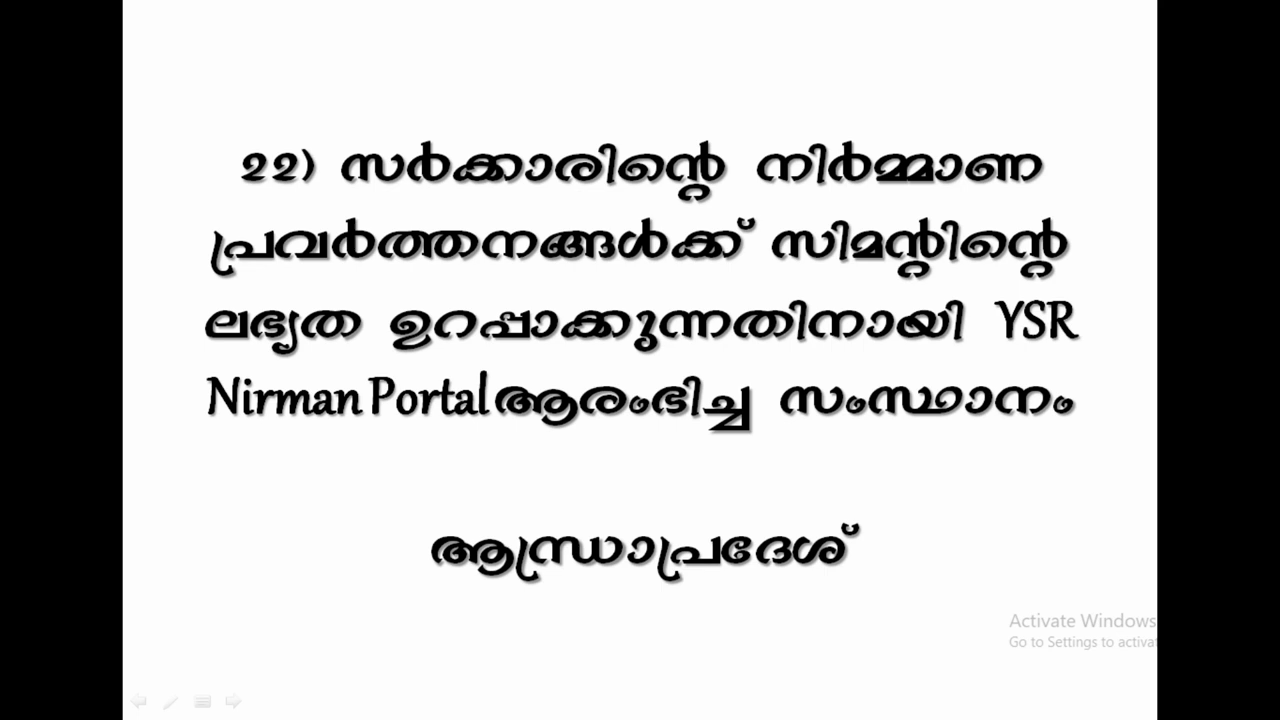 22) സർക്കാരിന്റെ നിർമ്മാണ
പ്രവർത്തനങ്ങൾക്ക് സിമന്റിന്റെ
ലഭ്യത ഉറപ്പാക്കുന്നതിനായി YSR
Nirman Portal ആരംഭിച്ച സംസ്ഥാനം
ആന്ധ്രാപ്രദേശ്
Activate Windows
Go to Settings to activat